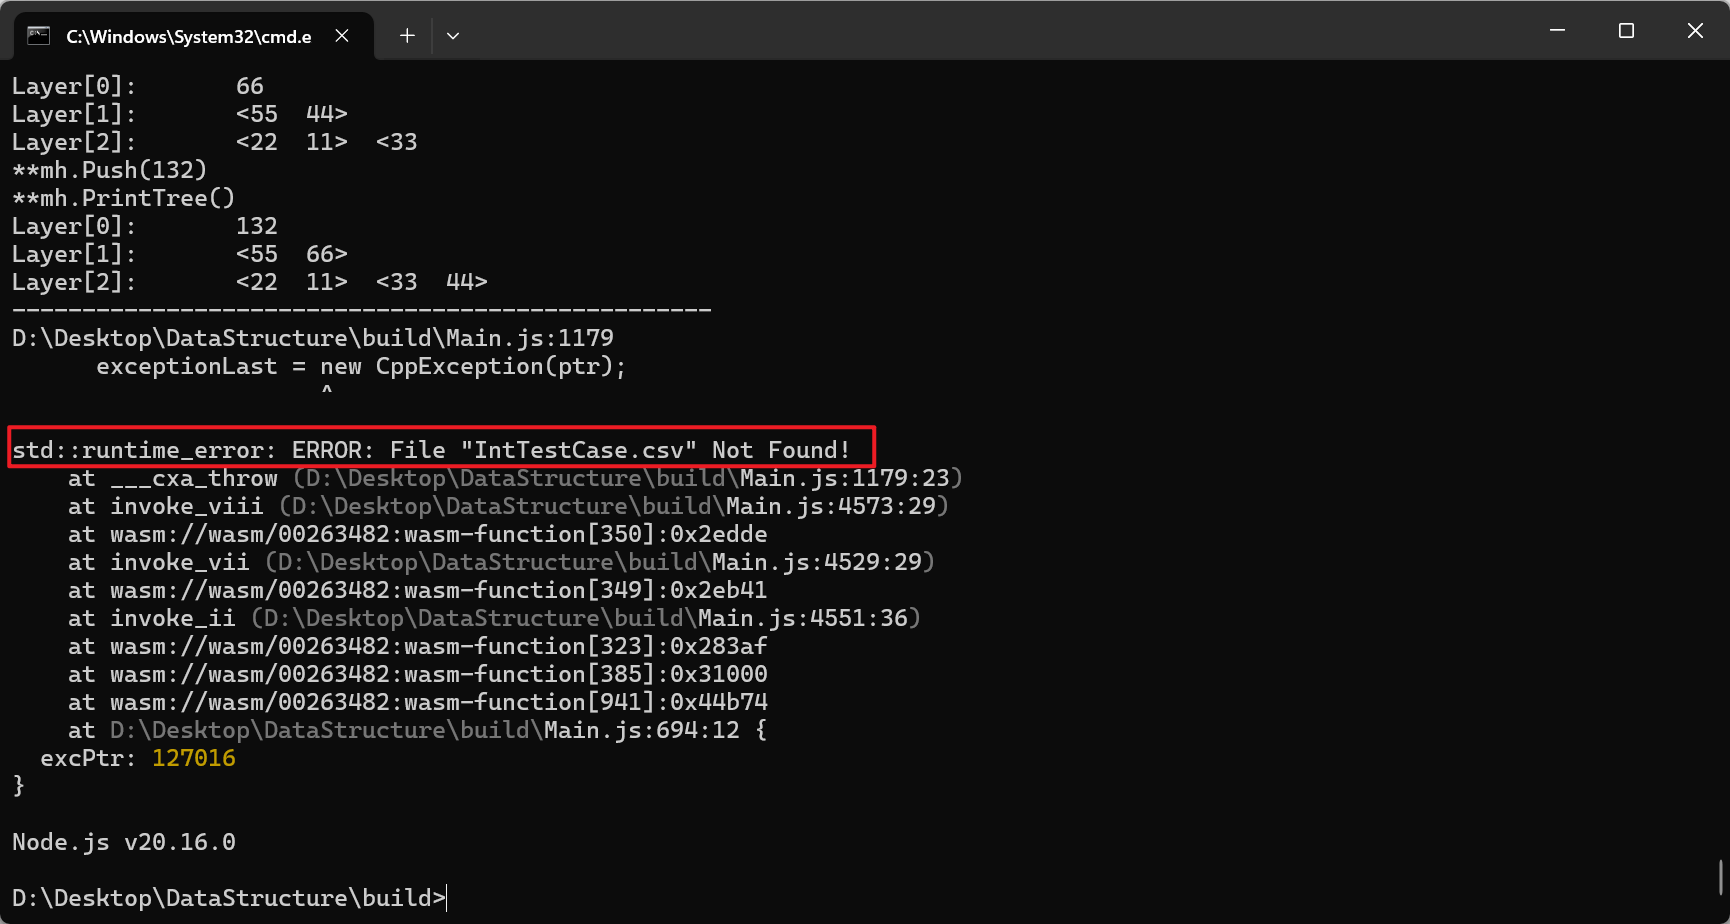 C:\Windows\System32\cmd.e
Layer[0]:       66
Layer[1]:       <55  44>
Layer[2]:       <22  11>  <33
**mh.Push(132)
**mh.PrintTree()
Layer[0]:       132
Layer[1]:       <55  66>
Layer[2]:       <22  11>  <33  44>
--------------------------------------------------
D:\Desktop\DataStructure\build\Main.js:1179
      exceptionLast = new CppException(ptr);
                      ^
std::runtime_error: ERROR: File "IntTestCase.csv" Not Found!
    at ___cxa_throw (D:\Desktop\DataStructure\build\Main.js:1179:23)
    at invoke_viii (D:\Desktop\DataStructure\build\Main.js:4573:29)
    at wasm://wasm/00263482:wasm-function[350]:0x2edde
    at invoke_vii (D:\Desktop\DataStructure\build\Main.js:4529:29)
    at wasm://wasm/00263482:wasm-function[349]:0x2eb41
    at invoke_ii (D:\Desktop\DataStructure\build\Main.js:4551:36)
    at wasm://wasm/00263482:wasm-function[323]:0x283af
    at wasm://wasm/00263482:wasm-function[385]:0x31000
    at wasm://wasm/00263482:wasm-function[941]:0x44b74
    at D:\Desktop\DataStructure\build\Main.js:694:12 {
  excPtr: 127016
}
Node.js v20.16.0
D:\Desktop\DataStructure\build>